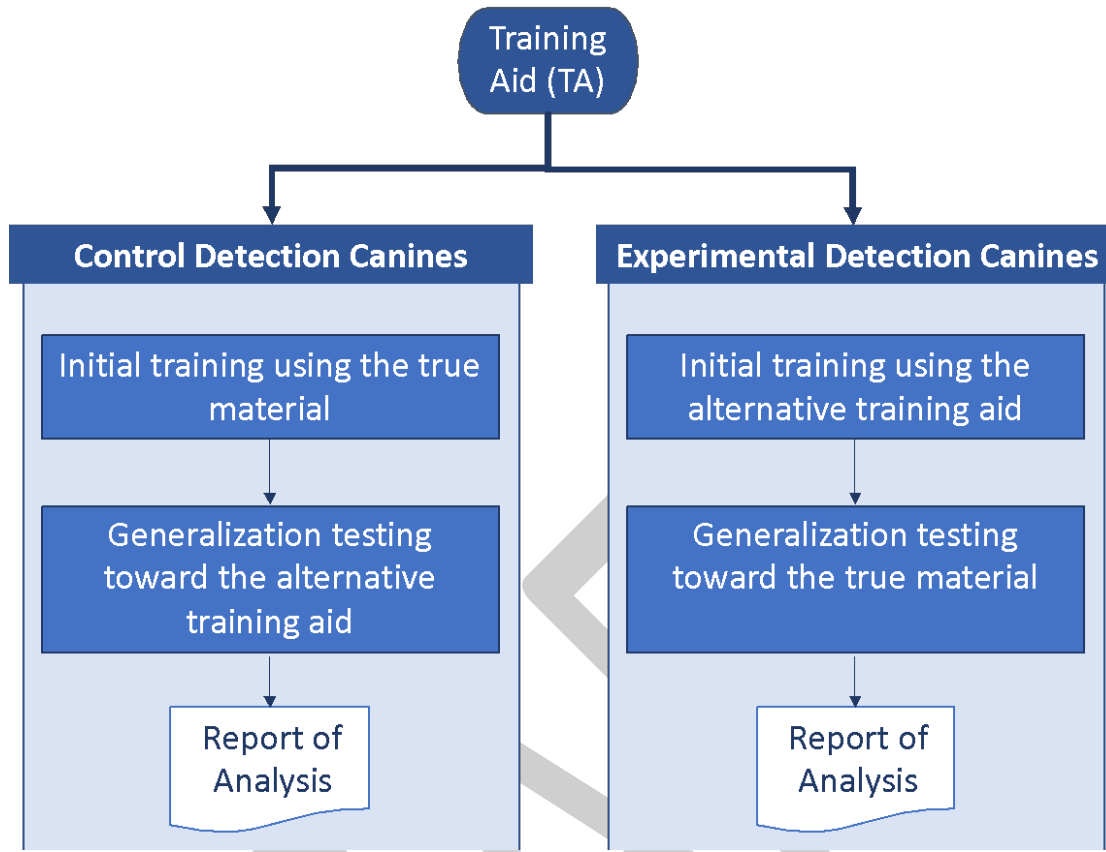 Training
Aid (TA)
Control Detection Canines
Initial training using the true
material
Generalization testing
toward the alternative
training aid
Report of
Analysis
Experimental Detection Canines
Initial training using the
alternative training aid
Generalization testing
toward the true material
Report of
Analysis